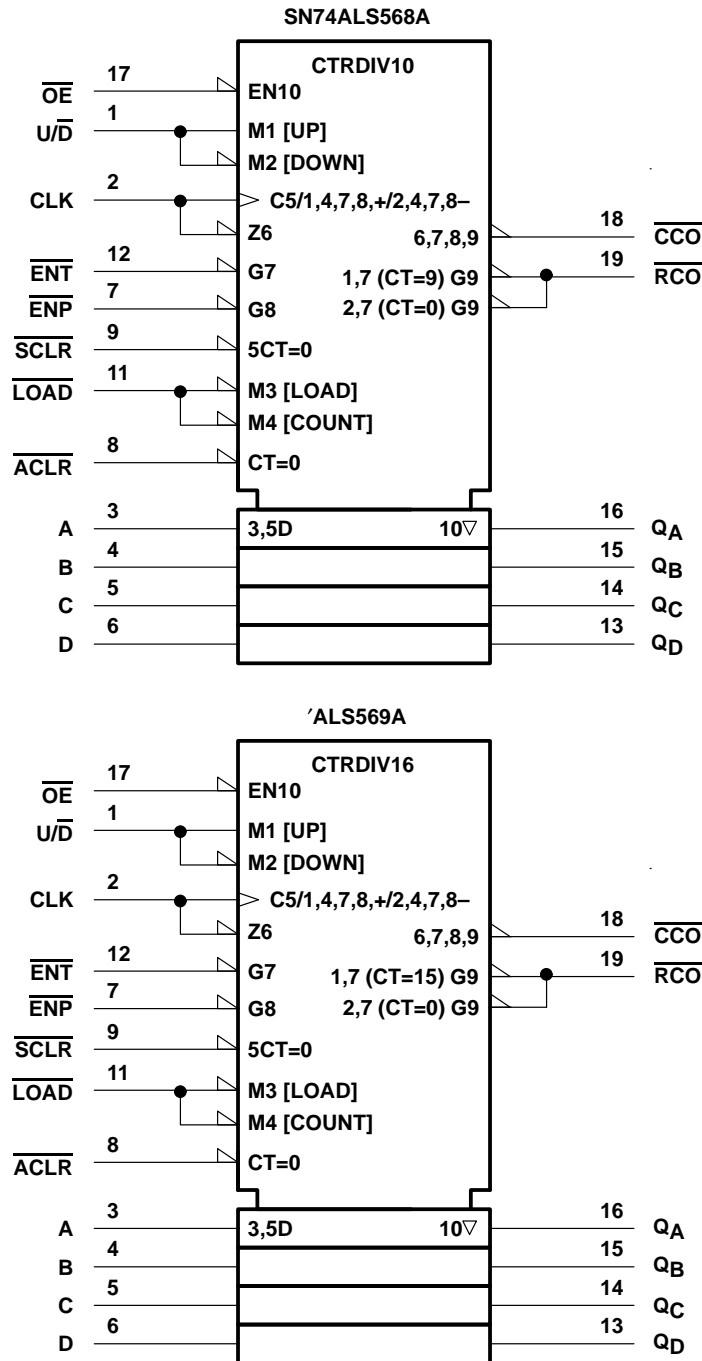 SN74ALS568A
CTRDIV10
OE 17 EN10
U/D 1 M1 [UP]
M2 [DOWN]
CLK 2 C5/1,4,7,8,+/2,4,7,8–
Z6 6,7,8,9 18 CCO
ENT 12 G7 1,7 (CT=9) G9 19 RCO
ENP 7 G8 2,7 (CT=0) G9
SCLR 9 5CT=0
LOAD 11 M3 [LOAD]
M4 [COUNT]
ACLR 8 CT=0
A 3 3,5D 10▽ 16 QA
B 4 15 QB
C 5 14 QC
D 6 13 QD
′ALS569A
CTRDIV16
OE 17 EN10
U/D 1 M1 [UP]
M2 [DOWN]
CLK 2 C5/1,4,7,8,+/2,4,7,8–
Z6 6,7,8,9 18 CCO
ENT 12 G7 1,7 (CT=15) G9 19 RCO
ENP 7 G8 2,7 (CT=0) G9
SCLR 9 5CT=0
LOAD 11 M3 [LOAD]
M4 [COUNT]
ACLR 8 CT=0
A 3 3,5D 10▽ 16 QA
B 4 15 QB
C 5 14 QC
D 6 13 QD